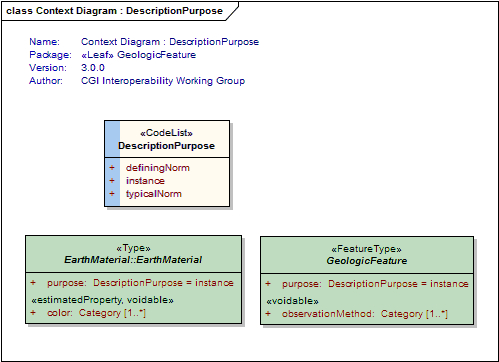 class Context Diagram : DescriptionPurpose
Name: Context Diagram : DescriptionPurpose
Package: «Leaf» GeologicFeature
Version: 3.0.0
Author: CGI Interoperability Working Group
«CodeList»
DescriptionPurpose
+ definingNorm
+ instance
+ typicalNorm
«Type»
EarthMaterial::EarthMaterial
+ purpose: DescriptionPurpose = instance
«estimatedProperty, voidable»
+ color: Category [1..*]
«FeatureType»
GeologicFeature
+ purpose: DescriptionPurpose = instance
«voidable»
+ observationMethod: Category [1..*]